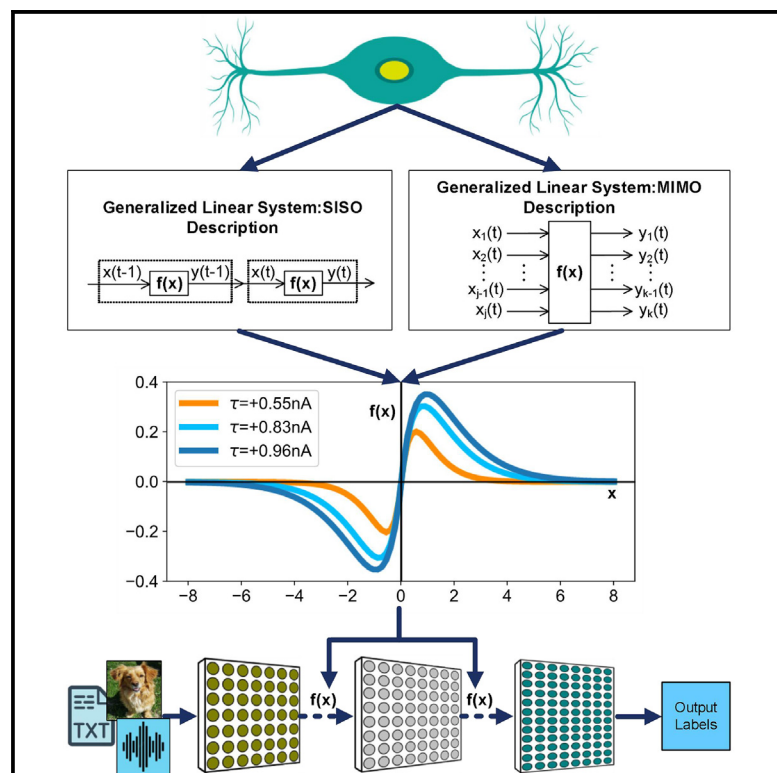 Generalized Linear System:SISO
Description
x(t-1)
f(x)
y(t-1)
x(t)
f(x)
y(t)
Generalized Linear System:MIMO
Description
x1(t)
x2(t)
xj-1(t)
xj(t)
f(x)
y1(t)
y2(t)
yk-1(t)
yk(t)
0.4
0.2
0.0
−0.2
−0.4
τ=+0.55nA
τ=+0.83nA
τ=+0.96nA
f(x)
x
−8 −6 −4 −2 0 2 4 6 8
TXT
f(x)
f(x)
Output
Labels